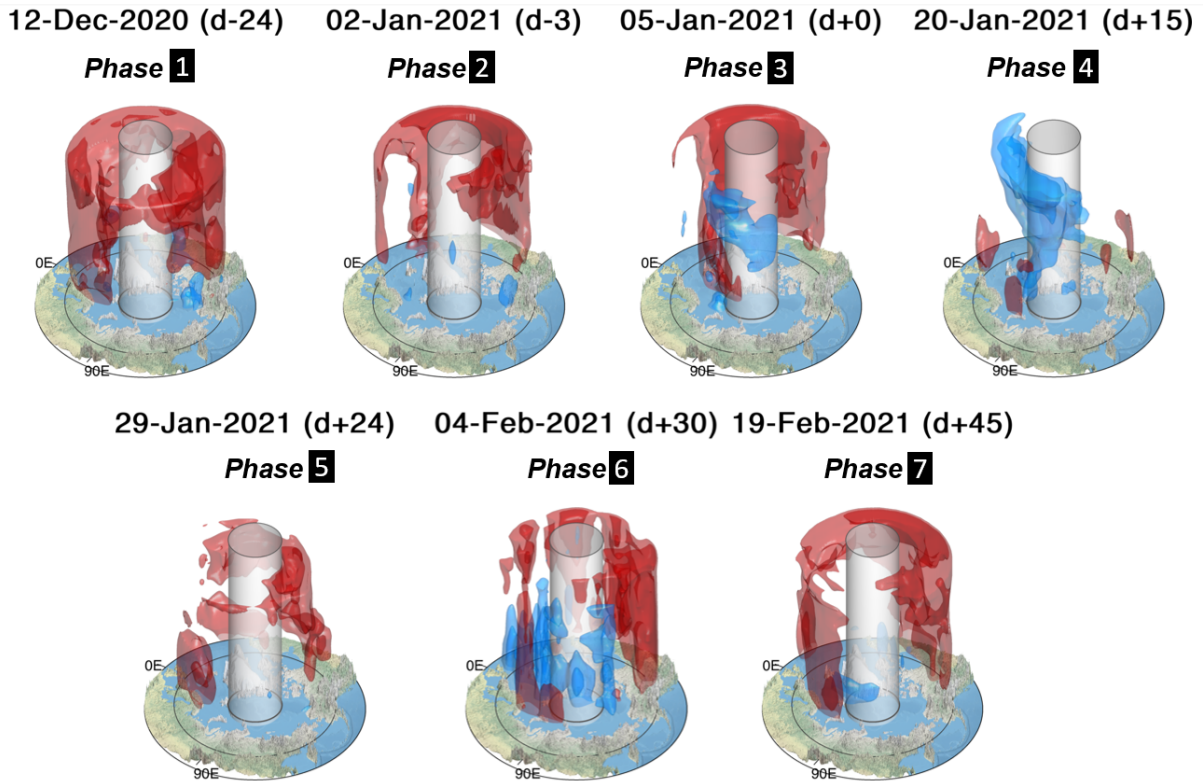 12-Dec-2020 (d-24) 02-Jan-2021 (d-3) 05-Jan-2021 (d+0) 20-Jan-2021 (d+15)
Phase 1 Phase 2 Phase 3 Phase 4
0E 0E 0E 0E
90E 90E 90E 90E
29-Jan-2021 (d+24) 04-Feb-2021 (d+30) 19-Feb-2021 (d+45)
Phase 5 Phase 6 Phase 7
0E 0E 0E
90E 90E 90E